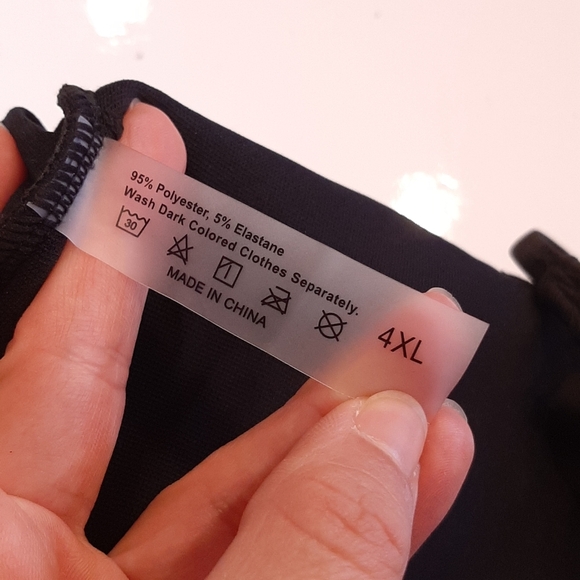 95% Polyester, 5% Elastane
Wash Dark Colored Clothes Separately.
30
MADE IN CHINA
4XL